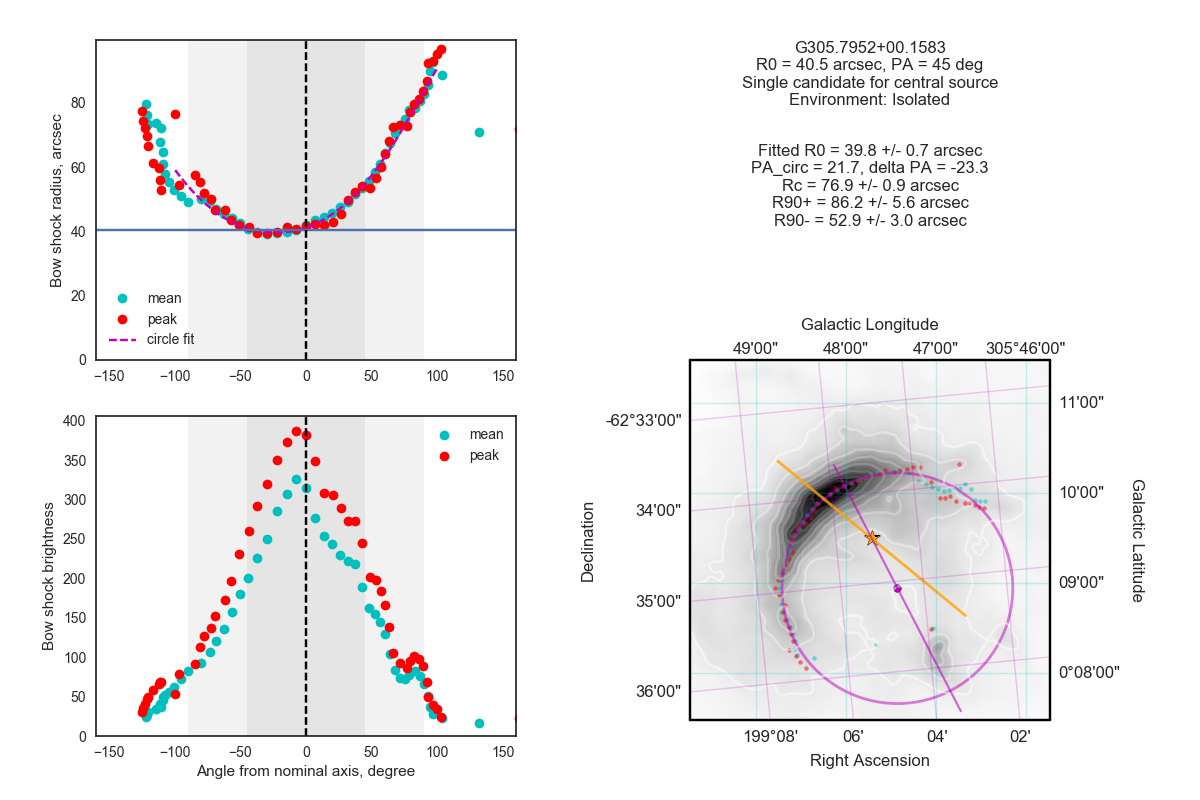 G305.7952+00.1583
R0 = 40.5 arcsec, PA = 45 deg
Single candidate for central source
Environment: Isolated
Fitted R0 = 39.8 +/- 0.7 arcsec
PA_circ = 21.7, delta PA = -23.3
Rc = 76.9 +/- 0.9 arcsec
R90+ = 86.2 +/- 5.6 arcsec
R90- = 52.9 +/- 3.0 arcsec
Bow shock radius, arcsec
80
60
40
20
0
mean
peak
circle fit
−150 −100 −50 0 50 100 150
Bow shock brightness
400
350
300
250
200
150
100
50
0
mean
peak
−150 −100 −50 0 50 100 150
Angle from nominal axis, degree
Galactic Longitude
49'00" 48'00" 47'00" 305°46'00"
-62°33'00"
34'00"
35'00"
36'00"
Declination
11'00"
10'00"
09'00"
0°08'00"
Galactic Latitude
199°08' 06' 04' 02'
Right Ascension